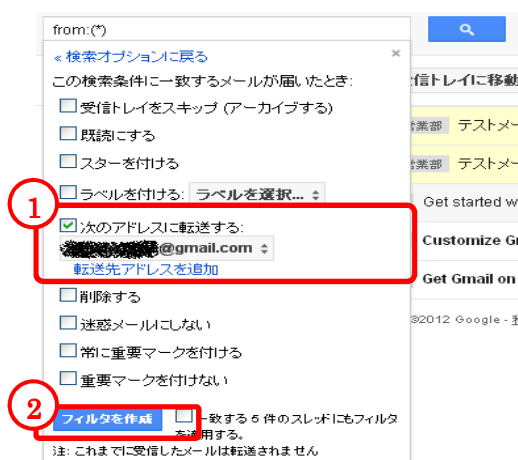 from:(*)
« 検索オプションに戻る
×
この検索条件に一致するメールが届いたとき:
受信トレイをスキップ (アーカイブする)
既読にする
スターを付ける
ラベルを付ける: ラベルを選択...
1
次のアドレスに転送する:
@gmail.com
転送先アドレスを追加
削除する
迷惑メールにしない
常に重要マークを付ける
重要マークを付けない
2
フィルタを作成
一致する 5 件のスレッドにもフィルタ
を適用する。
注: これまでに受信したメールは転送されません
信トレイに移動
業部 テストメー
業部 テストメー
Get started w
Customize G
Get Gmail on
©2012 Google -